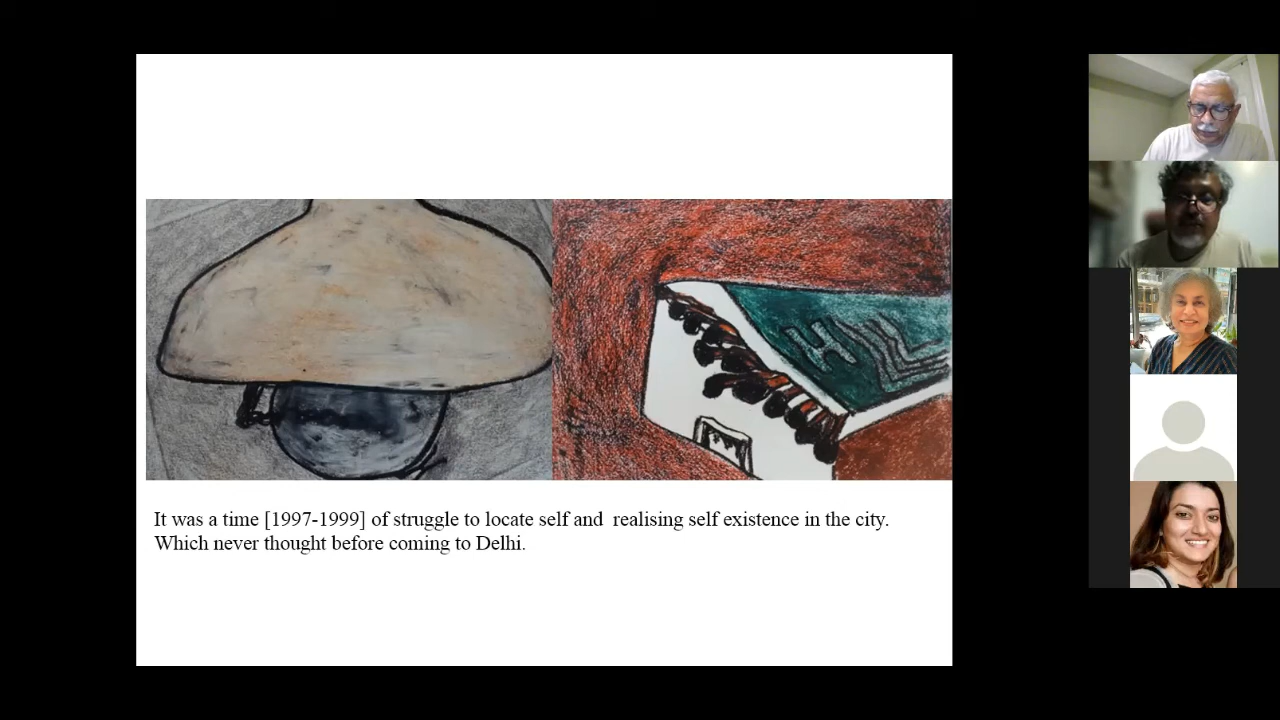 It was a time [1997-1999] of struggle to locate self and  realising self existence in the city.
Which never thought before coming to Delhi.